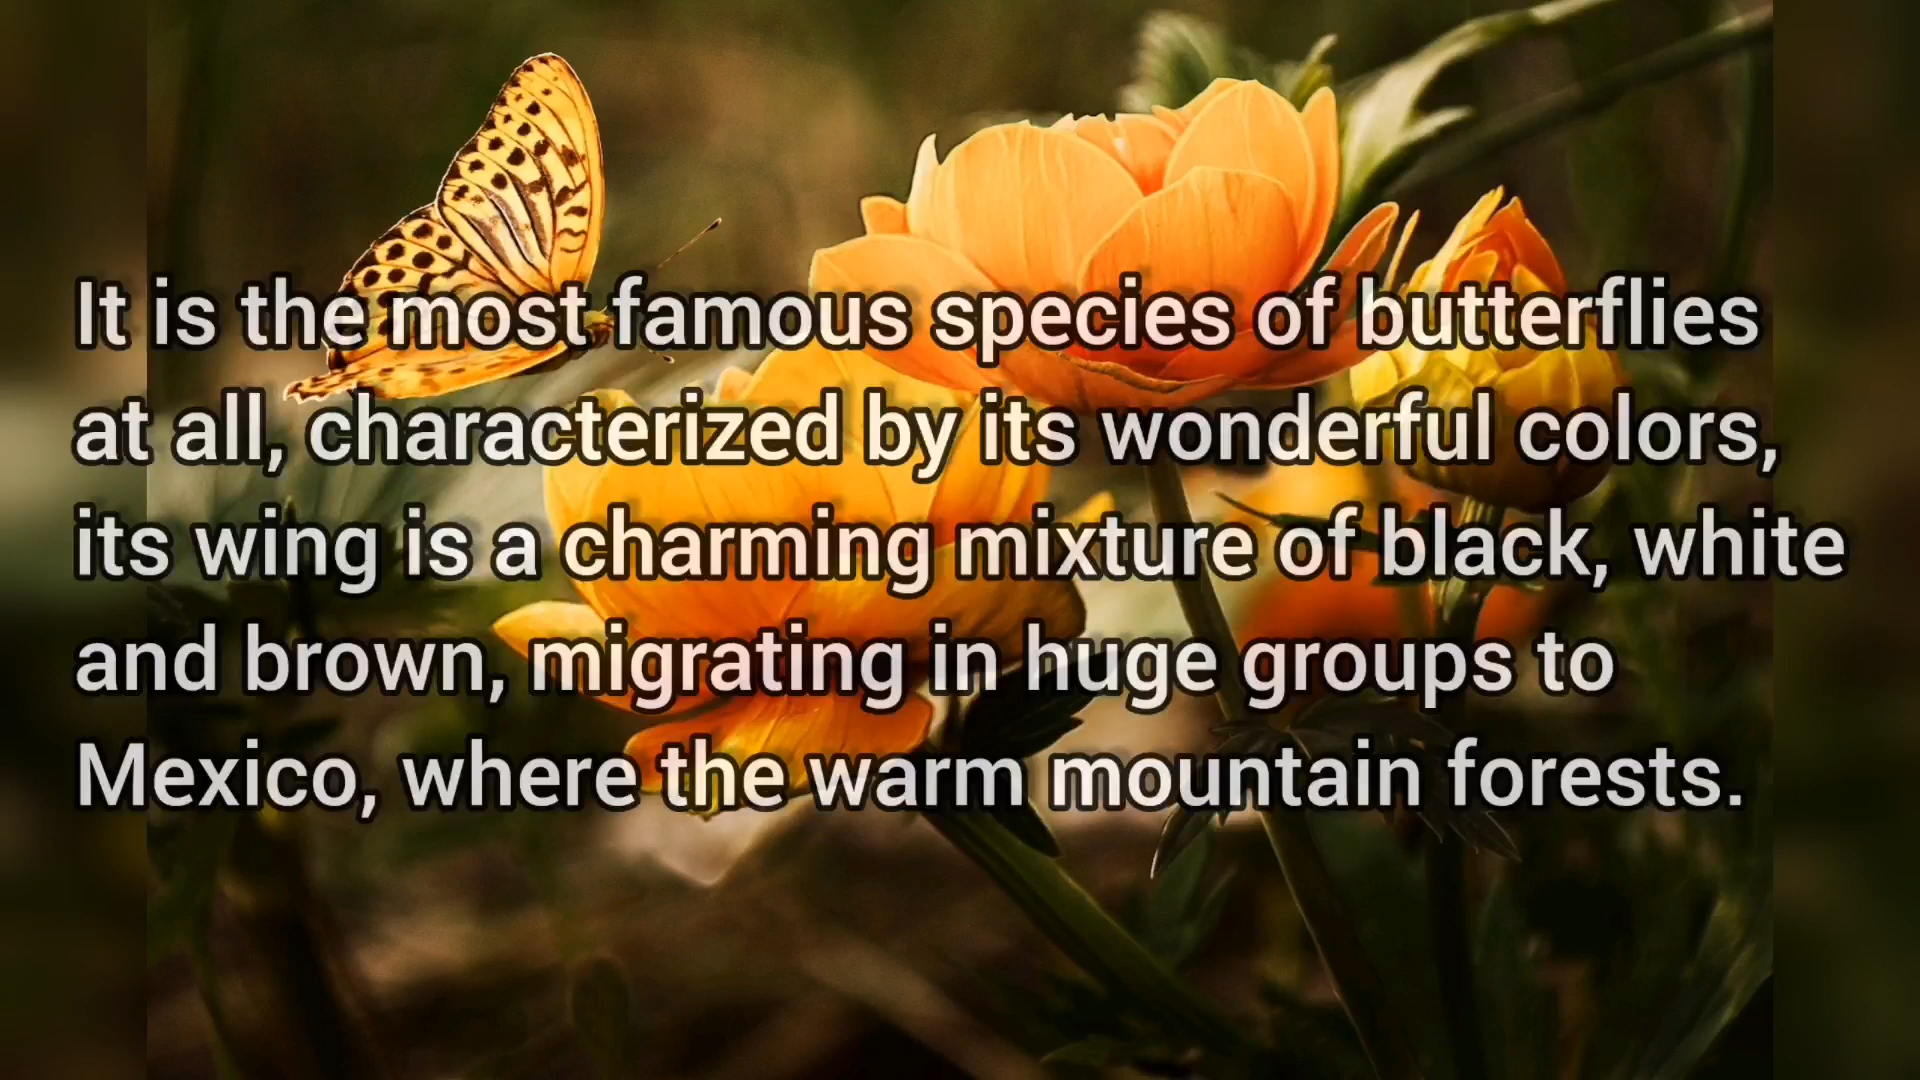 It is the most famous species of butterflies
at all, characterized by its wonderful colors,
its wing is a charming mixture of black, white
and brown, migrating in huge groups to
Mexico, where the warm mountain forests.